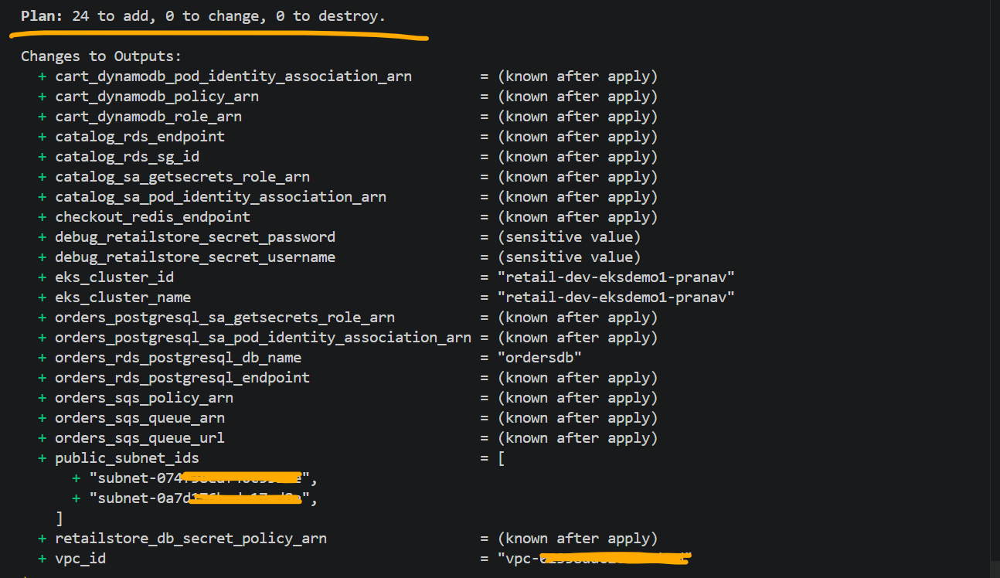 Plan: 24 to add, 0 to change, 0 to destroy.
Changes to Outputs:
+ cart_dynamodb_pod_identity_association_arn = (known after apply)
+ cart_dynamodb_policy_arn = (known after apply)
+ cart_dynamodb_role_arn = (known after apply)
+ catalog_rds_endpoint = (known after apply)
+ catalog_rds_sg_id = (known after apply)
+ catalog_sa_getsecrets_role_arn = (known after apply)
+ catalog_sa_pod_identity_association_arn = (known after apply)
+ checkout_redis_endpoint = (known after apply)
+ debug_retailstore_secret_password = (sensitive value)
+ debug_retailstore_secret_username = (sensitive value)
+ eks_cluster_id = "retail-dev-eksdemo1-pranav"
+ eks_cluster_name = "retail-dev-eksdemo1-pranav"
+ orders_postgresql_sa_getsecrets_role_arn = (known after apply)
+ orders_postgresql_sa_pod_identity_association_arn = (known after apply)
+ orders_rds_postgresql_db_name = "ordersdb"
+ orders_rds_postgresql_endpoint = (known after apply)
+ orders_sqs_policy_arn = (known after apply)
+ orders_sqs_queue_arn = (known after apply)
+ orders_sqs_queue_url = (known after apply)
+ public_subnet_ids = [
+ "subnet-074
+ "subnet-0a7d
]
+ retailstore_db_secret_policy_arn = (known after apply)
+ vpc_id = "vpc-